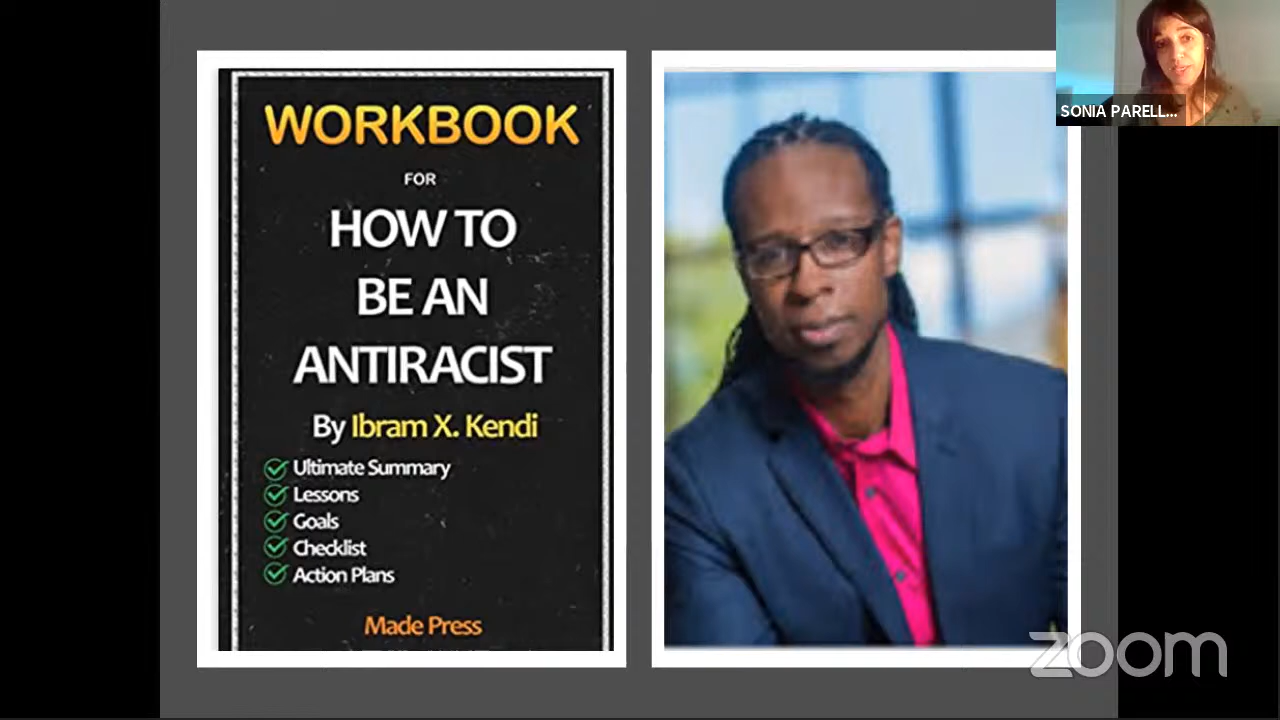 WORKBOOK
FOR
HOW TO
BE AN
ANTIRACIST
By Ibram X. Kendi
Ultimate Summary
Lessons
Goals
Checklist
Action Plans
Made Press
SONIA PARELL...
zoom